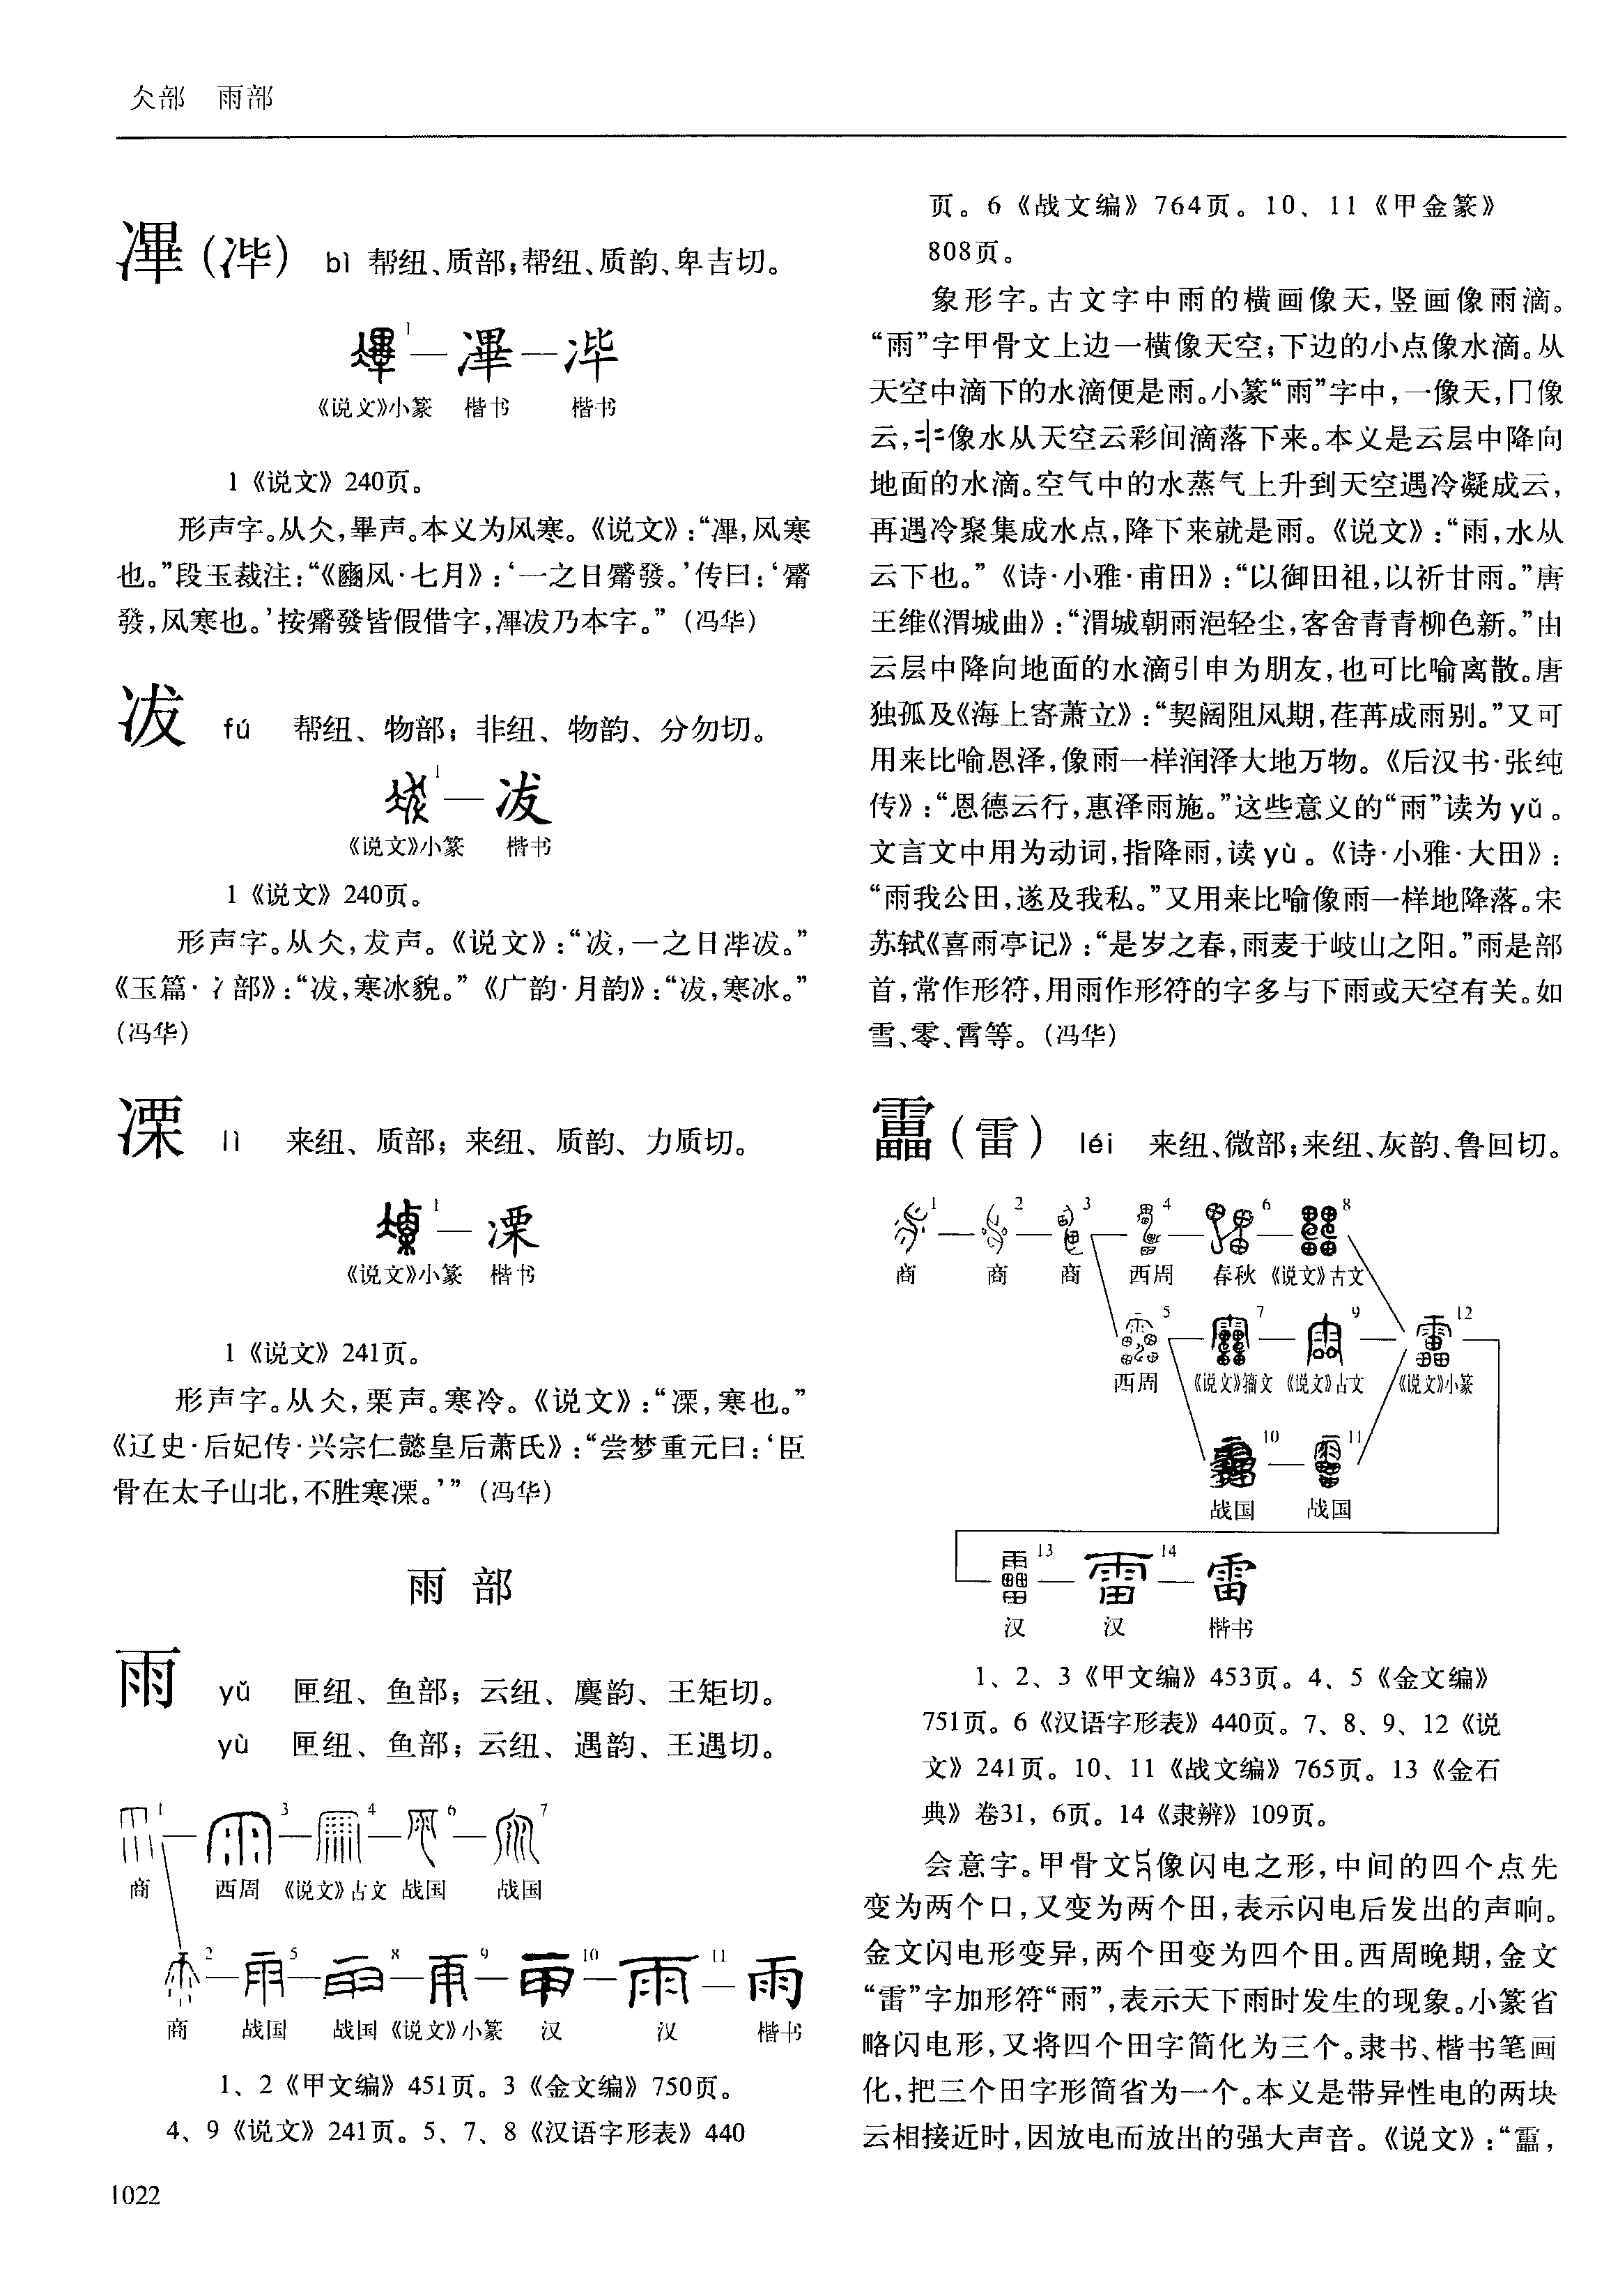 仌部 雨部
滭(㓖) bì 帮纽、质部;帮纽、质韵、卑吉切。
1
《说文》小篆 楷书 楷书
1《说文》240页。
形声字。从仌,畢声。本义为风寒。《说文》:“滭,风寒
也。”段玉裁注:“《豳风·七月》:‘一之日觱發。’传曰:‘觱
發,风寒也。’按觱發皆假借字,滭冹乃本字。”(冯华)
冹 fú 帮纽、物部;非纽、物韵、分勿切。
1 — 冹
《说文》小篆 楷书
1《说文》240页。
形声字。从仌,犮声。《说文》:“冹,一之日㓖冹。”
《玉篇·冫部》:“冹,寒冰貌。”《广韵·月韵》:“冹,寒冰。”
(冯华)
凓 lì 来纽、质部;来纽、质韵、力质切。
1 — 凓
《说文》小篆 楷书
1《说文》241页。
形声字。从仌,栗声。寒冷。《说文》:“凓,寒也。”
《辽史·后妃传·兴宗仁懿皇后萧氏》:“尝梦重元曰:‘臣
骨在太子山北,不胜寒凓。’”(冯华)
雨部
雨 yǔ 匣纽、鱼部;云纽、麌韵、王矩切。
yù 匣纽、鱼部;云纽、遇韵、王遇切。
1 3 4 6 7
商 西周 《说文》古文 战国 战国
2 5 8 9 10 11 雨
商 战国 战国 《说文》小篆 汉 汉 楷书
1、2《甲文编》451页。3《金文编》750页。
4、9《说文》241页。5、7、8《汉语字形表》440
1022
页。6《战文编》764页。10、11《甲金篆》
808页。
象形字。古文字中雨的横画像天,竖画像雨滴。
“雨”字甲骨文上边一横像天空;下边的小点像水滴。从
天空中滴下的水滴便是雨。小篆“雨”字中,一像天,冂像
云,像水从天空云彩间滴落下来。本义是云层中降向
地面的水滴。空气中的水蒸气上升到天空遇冷凝成云,
再遇冷聚集成水点,降下来就是雨。《说文》:“雨,水从
云下也。”《诗·小雅·甫田》:“以御田祖,以祈甘雨。”唐
王维《渭城曲》:“渭城朝雨浥轻尘,客舍青青柳色新。”由
云层中降向地面的水滴引申为朋友,也可比喻离散。唐
独孤及《海上寄萧立》:“契阔阻风期,荏苒成雨别。”又可
用来比喻恩泽,像雨一样润泽大地万物。《后汉书·张纯
传》:“恩德云行,惠泽雨施。”这些意义的“雨”读为yǔ。
文言文中用为动词,指降雨,读yù。《诗·小雅·大田》:
“雨我公田,遂及我私。”又用来比喻像雨一样地降落。宋
苏轼《喜雨亭记》:“是岁之春,雨麦于岐山之阳。”雨是部
首,常作形符,用雨作形符的字多与下雨或天空有关。如
雪、零、霄等。(冯华)
靁(雷) léi 来纽、微部;来纽、灰韵、鲁回切。
1 2 3 4 6 8
商 商 商 西周 春秋 《说文》古文
5 7 9 12
西周 《说文》籀文 《说文》古文 《说文》小篆
10 11
战国 战国
13 14 雷
汉 汉 楷书
1、2、3《甲文编》453页。4、5《金文编》
751页。6《汉语字形表》440页。7、8、9、12《说
文》241页。10、11《战文编》765页。13《金石
典》卷31,6页。14《隶辨》109页。
会意字。甲骨文像闪电之形,中间的四个点先
变为两个口,又变为两个田,表示闪电后发出的声响。
金文闪电形变异,两个田变为四个田。西周晚期,金文
“雷”字加形符“雨”,表示天下雨时发生的现象。小篆省
略闪电形,又将四个田字简化为三个。隶书、楷书笔画
化,把三个田字形简省为一个。本义是带异性电的两块
云相接近时,因放电而放出的强大声音。《说文》:“靁,